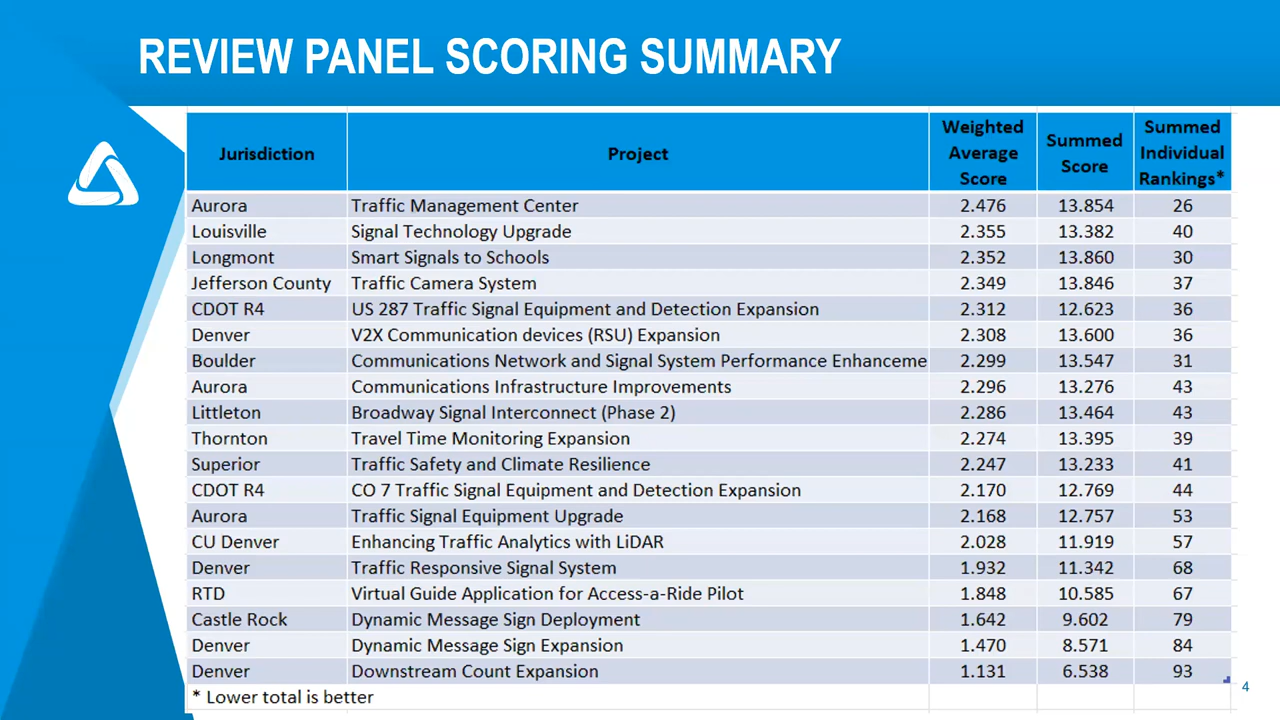 REVIEW PANEL SCORING SUMMARY
Jurisdiction Project Weighted Average Score Summed Score Summed Individual Rankings*
Aurora Traffic Management Center 2.476 13.854 26
Louisville Signal Technology Upgrade 2.355 13.382 40
Longmont Smart Signals to Schools 2.352 13.860 30
Jefferson County Traffic Camera System 2.349 13.846 37
CDOT R4 US 287 Traffic Signal Equipment and Detection Expansion 2.312 12.623 36
Denver V2X Communication devices (RSU) Expansion 2.308 13.600 36
Boulder Communications Network and Signal System Performance Enhanceme 2.299 13.547 31
Aurora Communications Infrastructure Improvements 2.296 13.276 43
Littleton Broadway Signal Interconnect (Phase 2) 2.286 13.464 43
Thornton Travel Time Monitoring Expansion 2.274 13.395 39
Superior Traffic Safety and Climate Resilience 2.247 13.233 41
CDOT R4 CO 7 Traffic Signal Equipment and Detection Expansion 2.170 12.769 44
Aurora Traffic Signal Equipment Upgrade 2.168 12.757 53
CU Denver Enhancing Traffic Analytics with LiDAR 2.028 11.919 57
Denver Traffic Responsive Signal System 1.932 11.342 68
RTD Virtual Guide Application for Access-a-Ride Pilot 1.848 10.585 67
Castle Rock Dynamic Message Sign Deployment 1.642 9.602 79
Denver Dynamic Message Sign Expansion 1.470 8.571 84
Denver Downstream Count Expansion 1.131 6.538 93
* Lower total is better
4